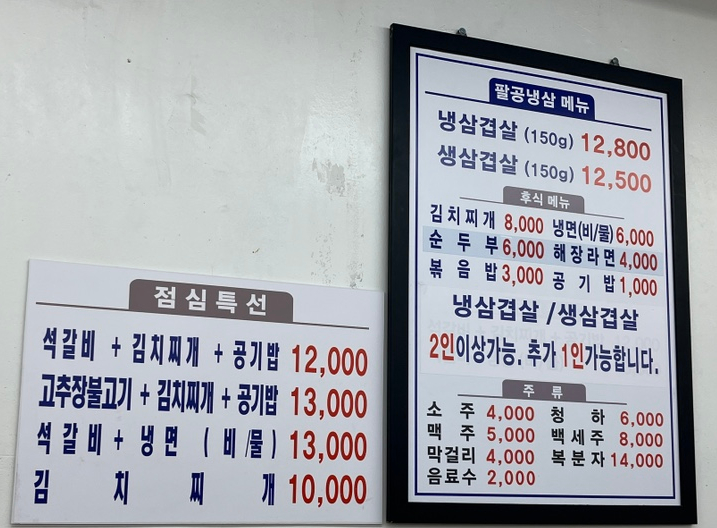 점심특선
석갈비 + 김치찌개 + 공기밥 12,000
고추장불고기 + 김치찌개 + 공기밥 13,000
석갈비 + 냉면 ( 비/물 ) 13,000
김치찌개 10,000
팔공냉삼 메뉴
냉삼겹살 (150g) 12,800
생삼겹살 (150g) 12,500
후식 메뉴
김치찌개 8,000 냉면(비/물) 6,000
순두부 6,000 해장라면 4,000
볶음밥 3,000 공기밥 1,000
냉삼겹살 / 생삼겹살
2인이상가능. 추가 1인가능합니다.
주류
소주 4,000 청하 6,000
맥주 5,000 백세주 8,000
막걸리 4,000 복분자 14,000
음료수 2,000